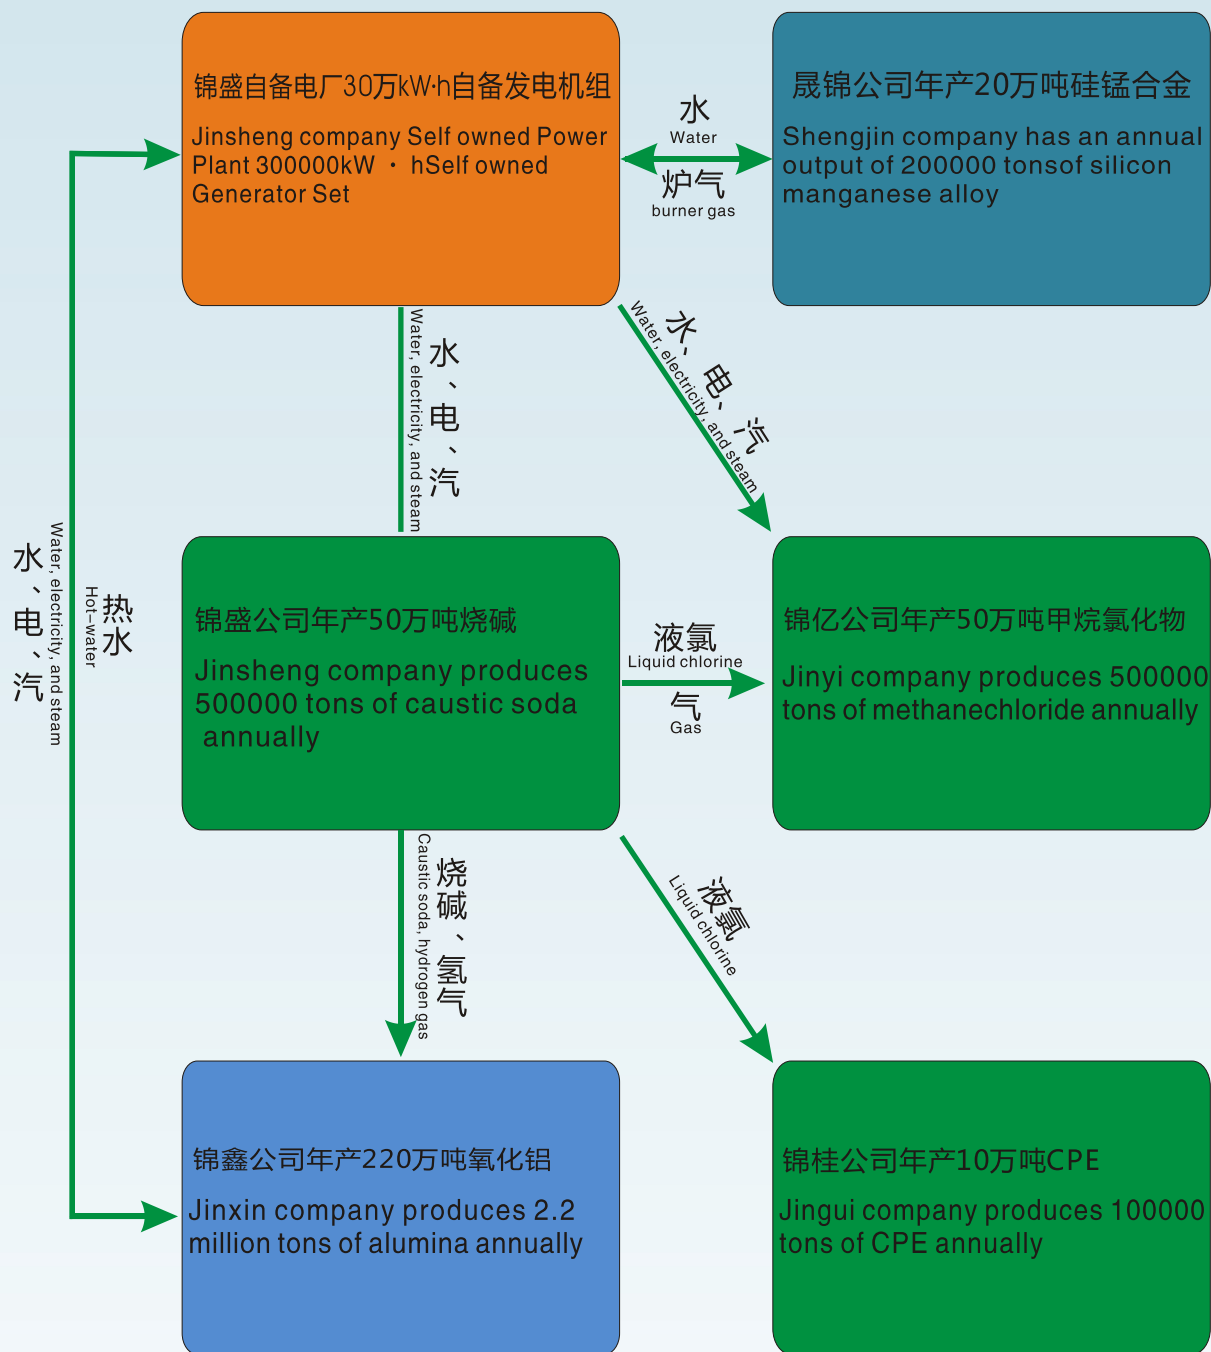 锦盛自备电厂30万kW·h自备发电机组
Jinsheng company Self owned Power
Plant 300000kW · hSelf owned
Generator Set
水
Water
炉气
burner gas
晟锦公司年产20万吨硅锰合金
Shengjin company has an annual
output of 200000 tonsof silicon
manganese alloy
水、电、汽
Water, electricity, and steam
水、电、汽
Water, electricity, and steam
水、电、汽
Water, electricity, and steam
热水
Hot-water
锦盛公司年产50万吨烧碱
Jinsheng company produces
500000 tons of caustic soda
annually
液氯
Liquid chlorine
气
Gas
锦亿公司年产50万吨甲烷氯化物
Jinyi company produces 500000
tons of methanechloride annually
烧碱、氢气
Caustic soda, hydrogen gas
液氯
Liquid chlorine
锦鑫公司年产220万吨氧化铝
Jinxin company produces 2.2
million tons of alumina annually
锦桂公司年产10万吨CPE
Jingui company produces 100000
tons of CPE annually